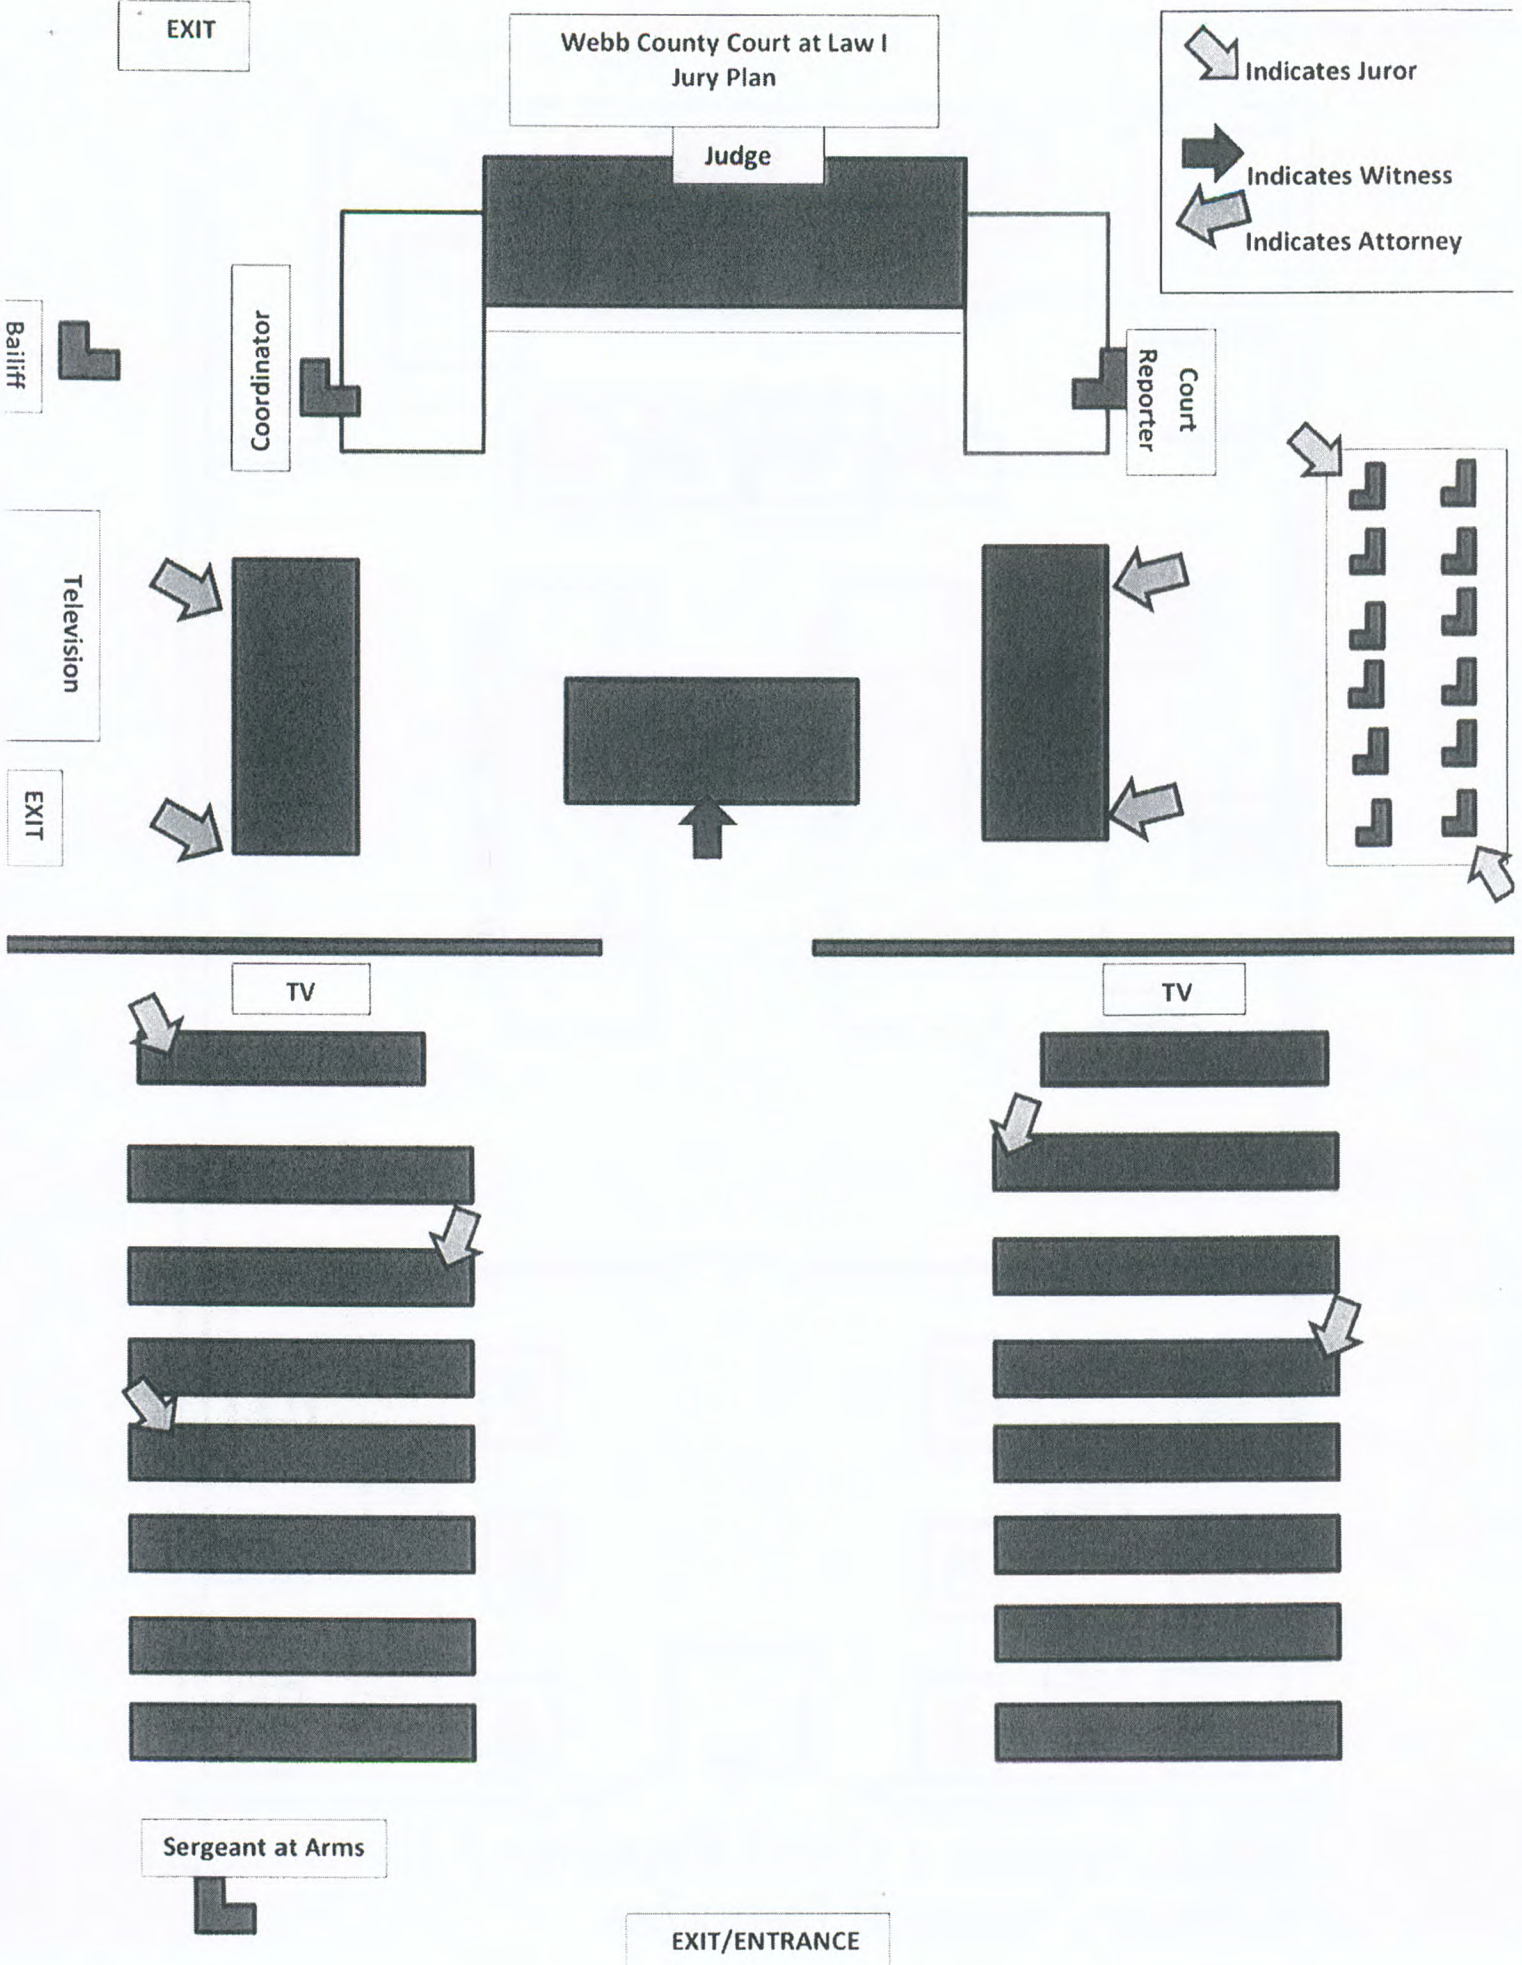 EXIT
Webb County Court at Law I
Jury Plan
Indicates Juror
Judge
Indicates Witness
Indicates Attorney
Bailiff
Coordinator
Court
Reporter
Television
EXIT
TV
TV
Sergeant at Arms
EXIT/ENTRANCE